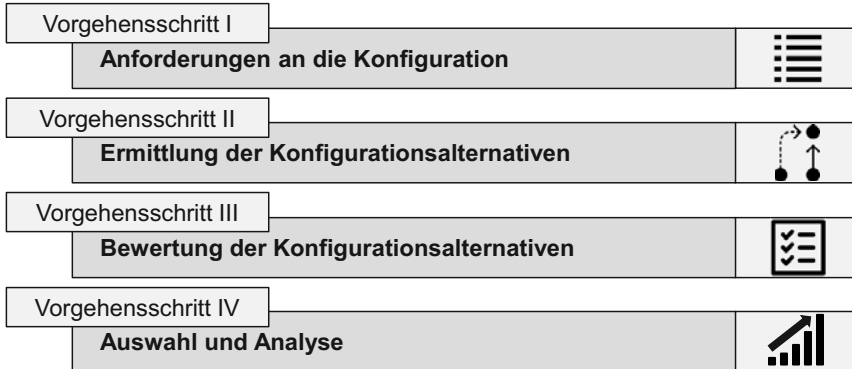 Vorgehensschritt I
Anforderungen an die Konfiguration
Vorgehensschritt II
Ermittlung der Konfigurationsalternativen
Vorgehensschritt III
Bewertung der Konfigurationsalternativen
Vorgehensschritt IV
Auswahl und Analyse